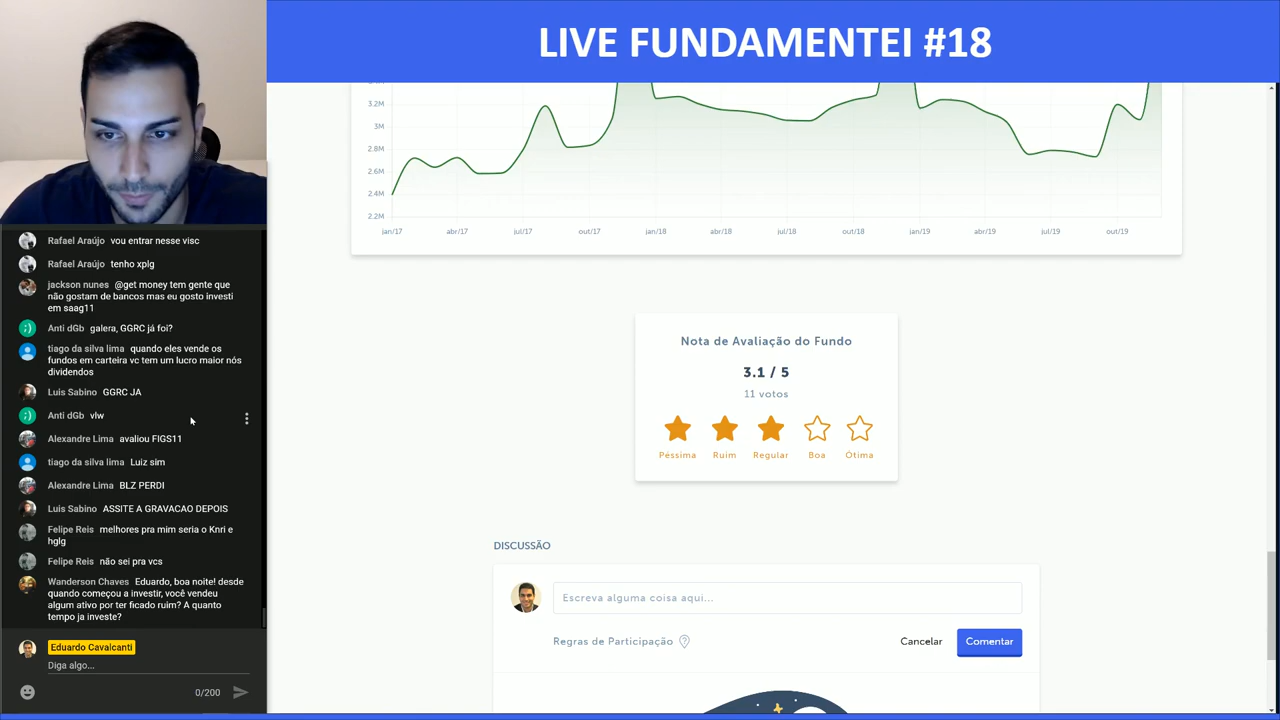 LIVE FUNDAMENTEI #18
Rafael Araújo vou entrar nesse visc
Rafael Araújo tenho xplg
jackson nunes @get money tem gente que
não gostam de bancos mas eu gosto investi
em saag11
Anti dGb galera, GGRC já foi?
tiago da silva lima quando eles vende os
fundos em carteira vc tem um lucro maior nós
dividendos
Luis Sabino GGRC JA
Anti dGb vlw
Alexandre Lima avaliou FIGS11
tiago da silva lima Luiz sim
Alexandre Lima BLZ PERDI
Luis Sabino ASSITE A GRAVACAO DEPOIS
Felipe Reis melhores pra mim seria o Knri e
hglg
Felipe Reis não sei pra vcs
Wanderson Chaves Eduardo, boa noite! desde
quando começou a investir, você vendeu
algum ativo por ter ficado ruim? A quanto
tempo ja investe?
Eduardo Cavalcanti
Diga algo...
0/200
3.2M
3M
2.8M
2.6M
2.4M
2.2M
jan/17 abr/17 jul/17 out/17 jan/18 abr/18 jul/18 out/18 jan/19 abr/19 jul/19 out/19
Nota de Avaliação do Fundo
3.1 / 5
11 votos
Péssima Ruim Regular Boa Ótima
DISCUSSÃO
Escreva alguma coisa aqui...
Regras de Participação ? Cancelar Comentar